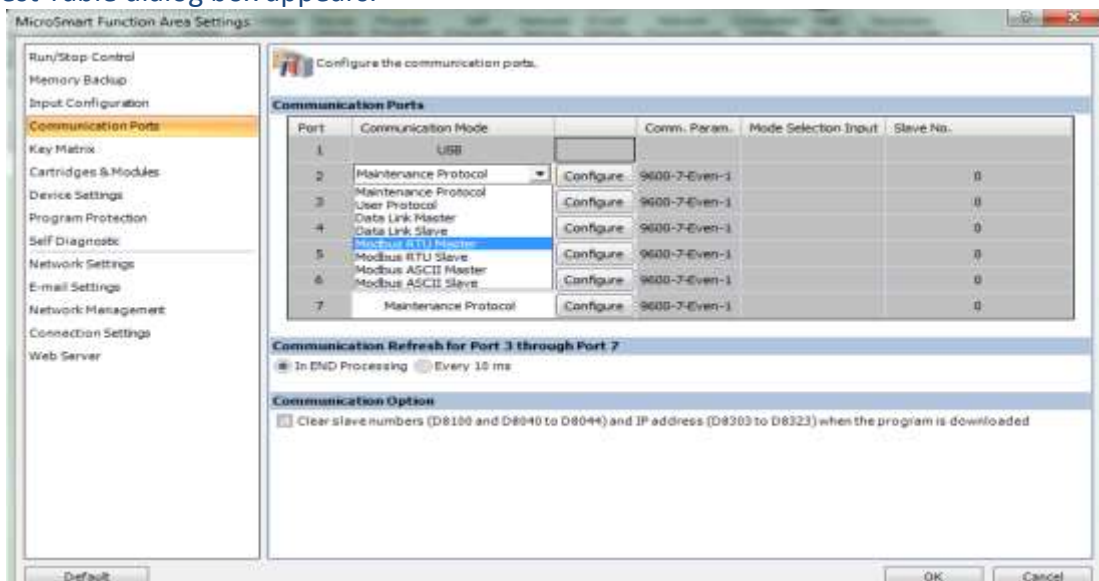 est Table dialog box appears.
MicroSmart Function Area Settings
Run/Stop Control
Memory Backup
Input Configuration
Communication Ports
Key Matrix
Cartridges & Modules
Device Settings
Program Protection
Self Diagnostic
Network Settings
E-mail Settings
Network Management
Connection Settings
Web Server
Configure the communication ports.
Communication Ports
Port Communication Mode Comm. Param. Mode Selection Input Slave No.
1 USB
2 Maintenance Protocol Configure 9600-7-Even-1 0
Maintenance Protocol
3 User Protocol Configure 9600-7-Even-1 0
Data Link Master
4 Data Link Slave Configure 9600-7-Even-1 0
Modbus RTU Master
5 Modbus RTU Slave Configure 9600-7-Even-1 0
Modbus ASCII Master
6 Modbus ASCII Slave Configure 9600-7-Even-1 0
7 Maintenance Protocol Configure 9600-7-Even-1 0
Communication Refresh for Port 3 through Port 7
In END Processing Every 10 ms
Communication Option
Clear slave numbers (D8100 and D8040 to D8044) and IP address (D8303 to D8323) when the program is downloaded
Default OK Cancel